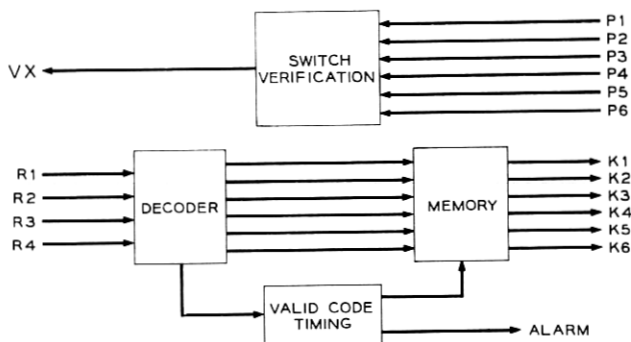 P1
P2
SWITCH
VERIFICATION
P3
VX
P4
P5
P6
K1
R1
K2
R2
DECODER
MEMORY
K3
R3
K4
R4
K5
K6
VALID CODE
TIMING
ALARM